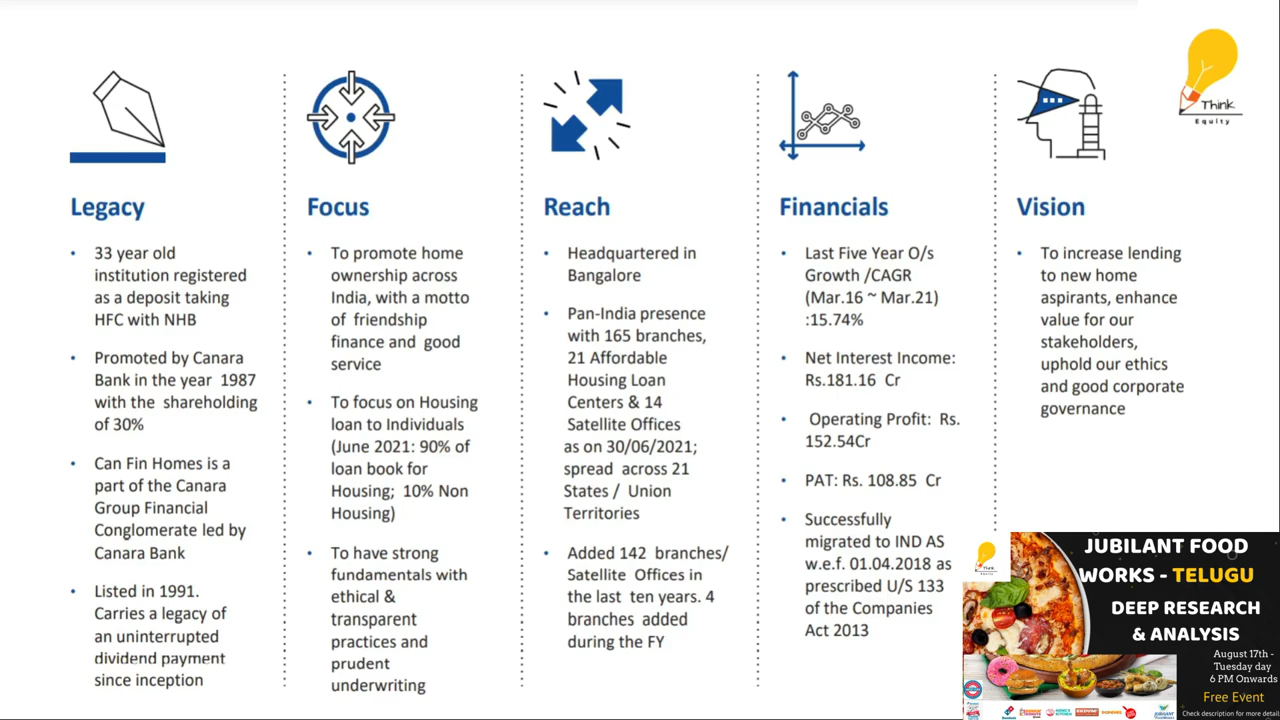 Think
Equity
Legacy
33 year old
institution registered
as a deposit taking
HFC with NHB
Promoted by Canara
Bank in the year 1987
with the shareholding
of 30%
Can Fin Homes is a
part of the Canara
Group Financial
Conglomerate led by
Canara Bank
Listed in 1991.
Carries a legacy of
an uninterrupted
dividend payment
since inception
Focus
To promote home
ownership across
India, with a motto
of friendship
finance and good
service
To focus on Housing
loan to Individuals
(June 2021: 90% of
loan book for
Housing; 10% Non
Housing)
To have strong
fundamentals with
ethical &
transparent
practices and
prudent
underwriting
Reach
Headquartered in
Bangalore
Pan-India presence
with 165 branches,
21 Affordable
Housing Loan
Centers & 14
Satellite Offices
as on 30/06/2021;
spread across 21
States / Union
Territories
Added 142 branches/
Satellite Offices in
the last ten years. 4
branches added
during the FY
Financials
Last Five Year O/s
Growth /CAGR
(Mar.16 ~ Mar.21)
:15.74%
Net Interest Income:
Rs.181.16 Cr
Operating Profit: Rs.
152.54Cr
PAT: Rs. 108.85 Cr
Successfully
migrated to IND AS
w.e.f. 01.04.2018 as
prescribed U/S 133
of the Companies
Act 2013
Vision
To increase lending
to new home
aspirants, enhance
value for our
stakeholders,
uphold our ethics
and good corporate
governance
JUBILANT FOOD
WORKS - TELUGU
DEEP RESEARCH
& ANALYSIS
August 17th -
Tuesday day
6 PM Onwards
Free Event
Check description for more detail